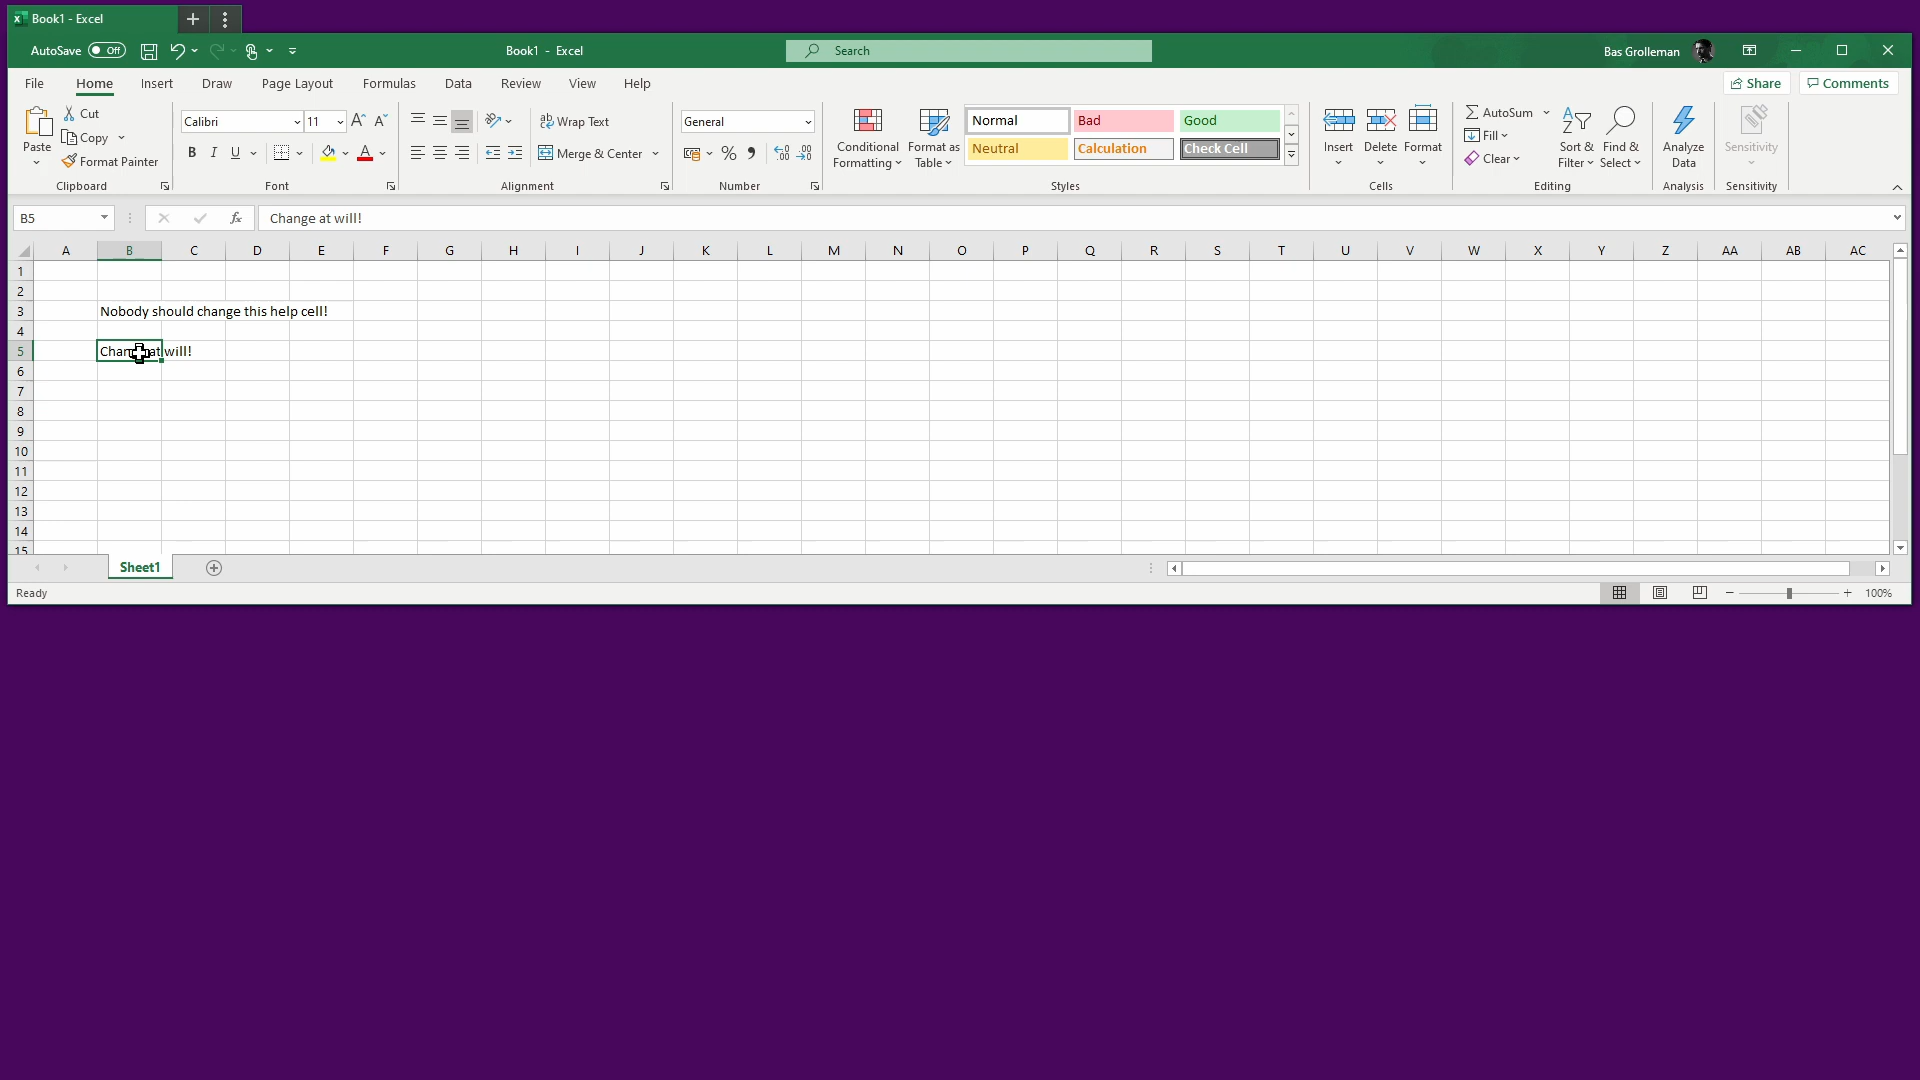 Book1 - Excel
AutoSave Off Book1 - Excel Search Bas Grolleman
File Home Insert Draw Page Layout Formulas Data Review View Help Share Comments
Paste
Cut
Copy
Format Painter
Clipboard
Calibri 11
B I U
Font
Wrap Text
Merge & Center
Alignment
General
Number
Conditional Formatting
Format as Table
Normal Bad Good
Neutral Calculation Check Cell
Styles
Insert Delete Format
Cells
AutoSum
Fill
Clear
Sort & Filter
Find & Select
Editing
Analyze Data
Analysis
Sensitivity
Sensitivity
B5 fx Change at will!
A B C D E F G H I J K L M N O P Q R S T U V W X Y Z AA AB AC
1
2
3 Nobody should change this help cell!
4
5 Change at will!
6
7
8
9
10
11
12
13
14
15
Sheet1
Ready 100%